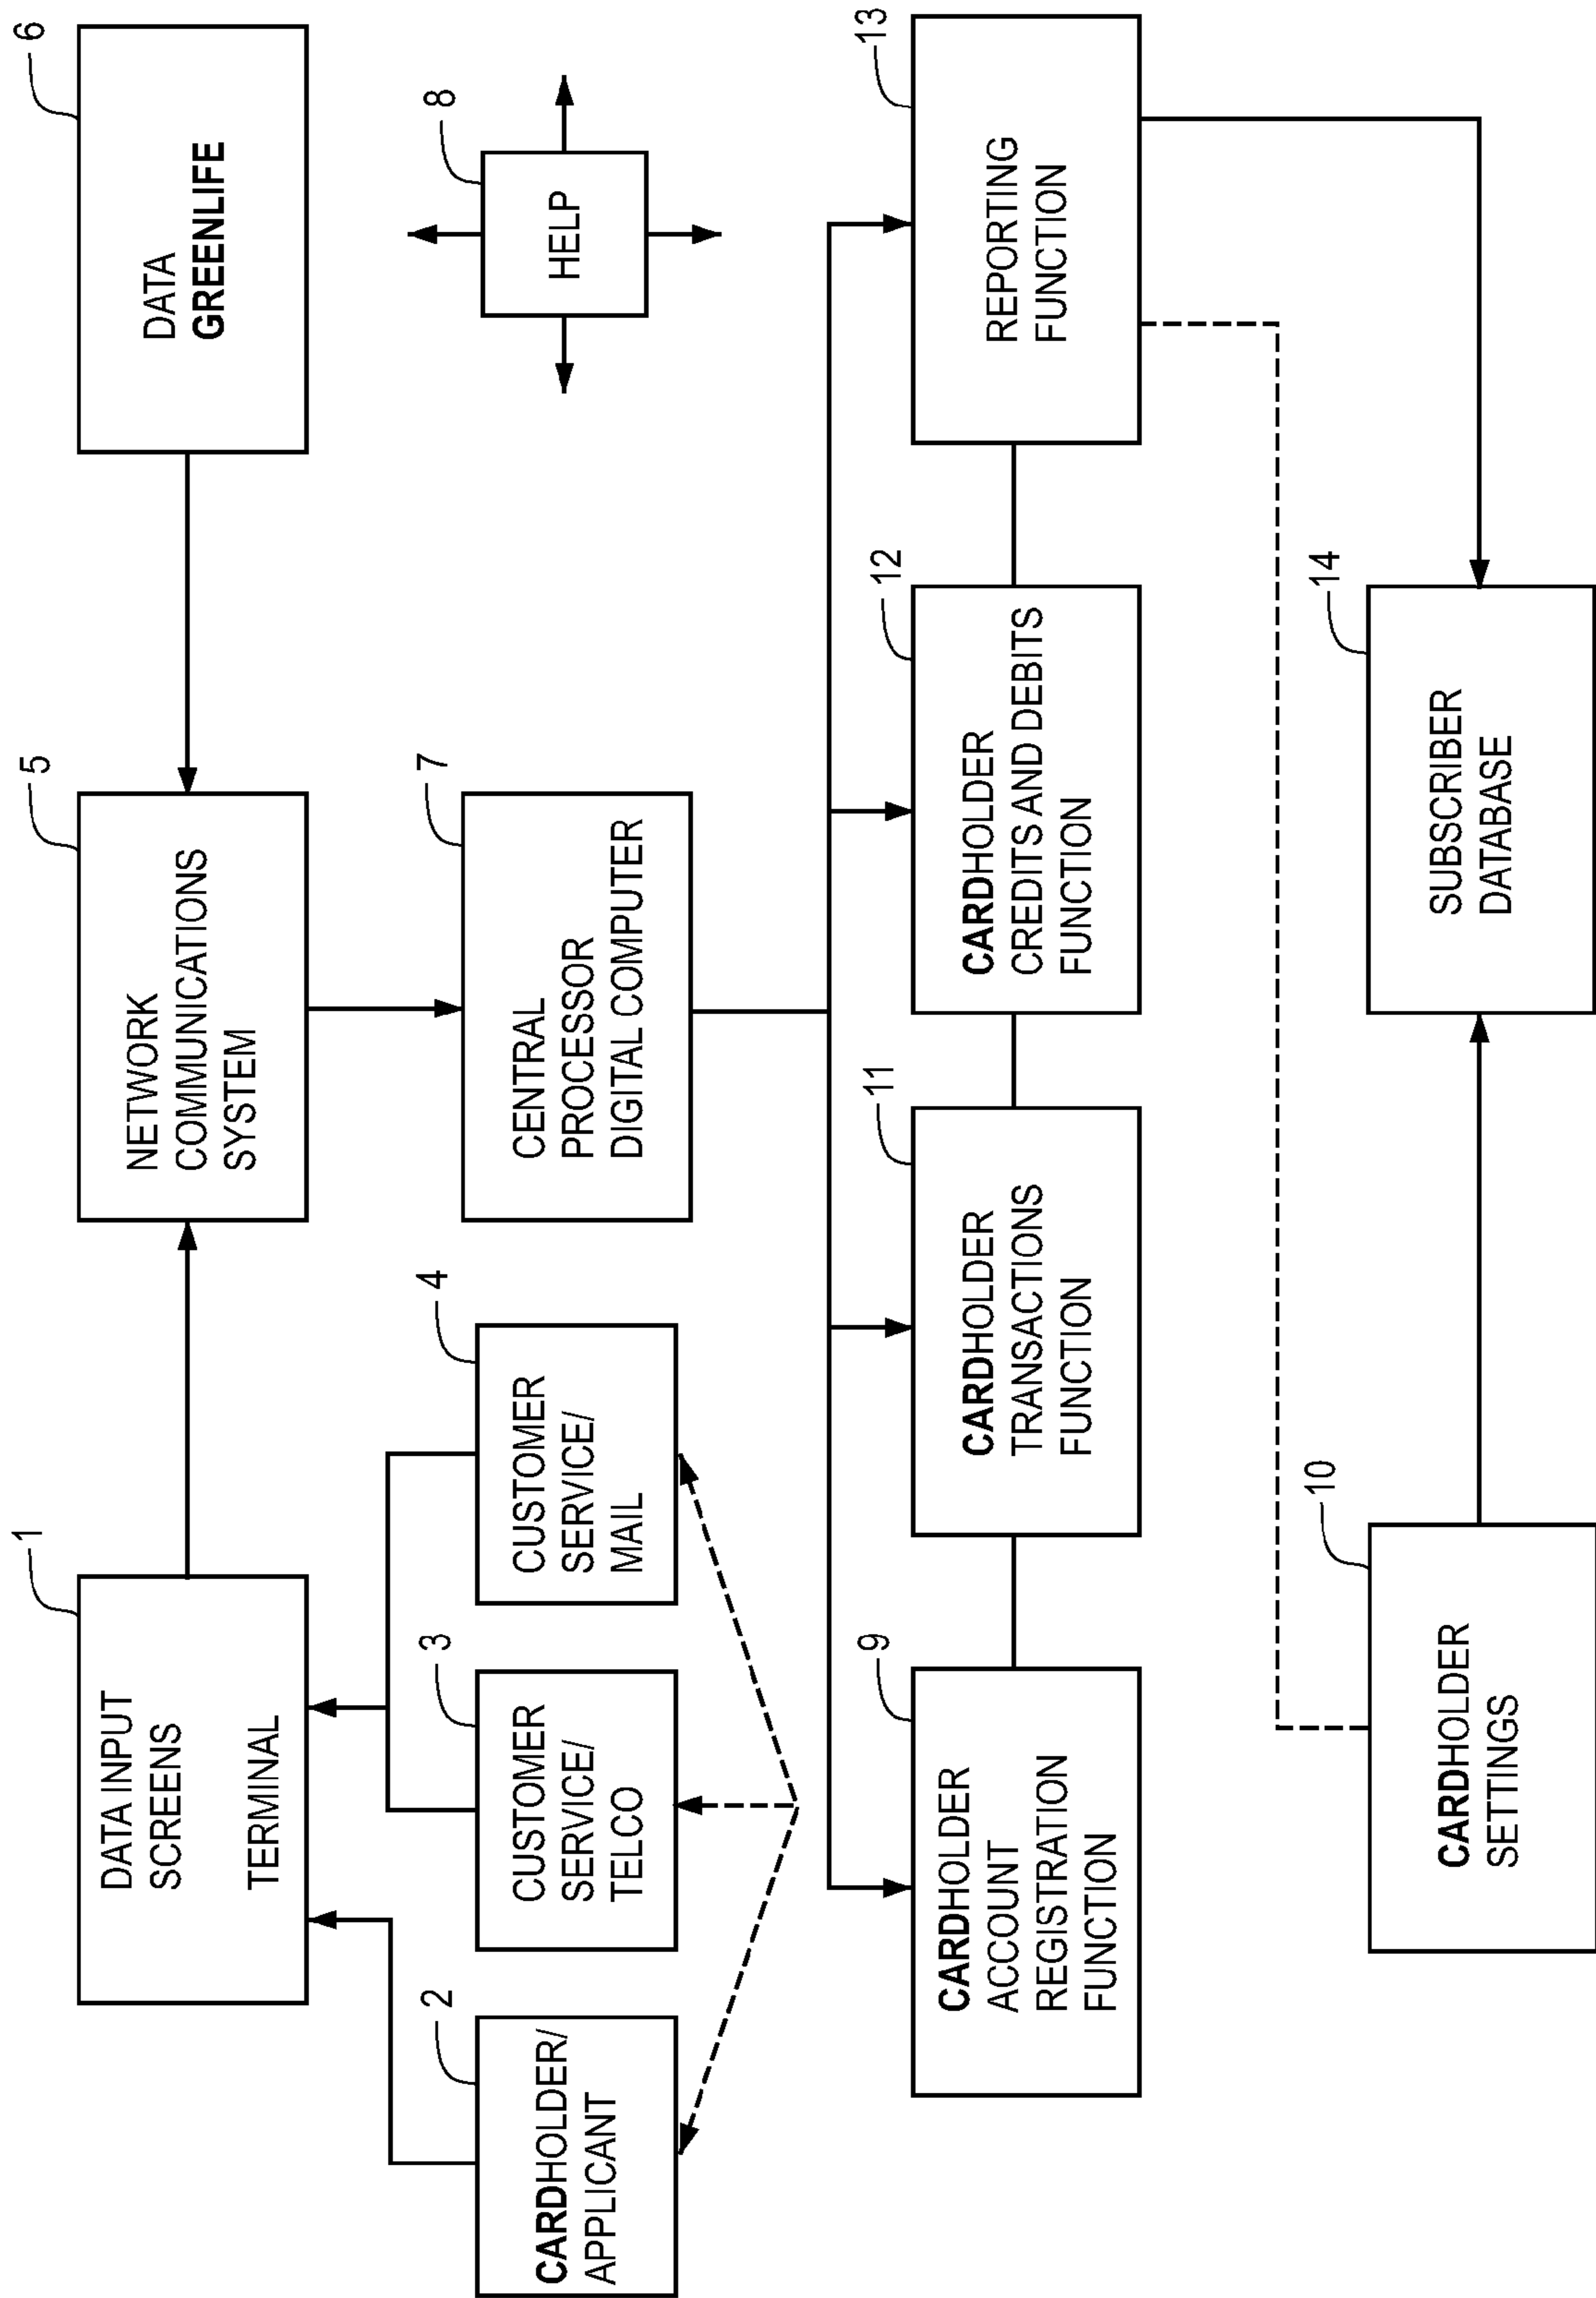 1
DATA INPUT
SCREENS
TERMINAL
5
NETWORK
COMMUNICATIONS
SYSTEM
6
DATA
GREENLIFE
2
CARDHOLDER/
APPLICANT
3
CUSTOMER
SERVICE/
TELCO
4
CUSTOMER
SERVICE/
MAIL
7
CENTRAL
PROCESSOR
DIGITAL COMPUTER
8
HELP
9
CARDHOLDER
ACCOUNT
REGISTRATION
FUNCTION
11
CARDHOLDER
TRANSACTIONS
FUNCTION
12
CARDHOLDER
CREDITS AND DEBITS
FUNCTION
13
REPORTING
FUNCTION
10
CARDHOLDER
SETTINGS
14
SUBSCRIBER
DATABASE